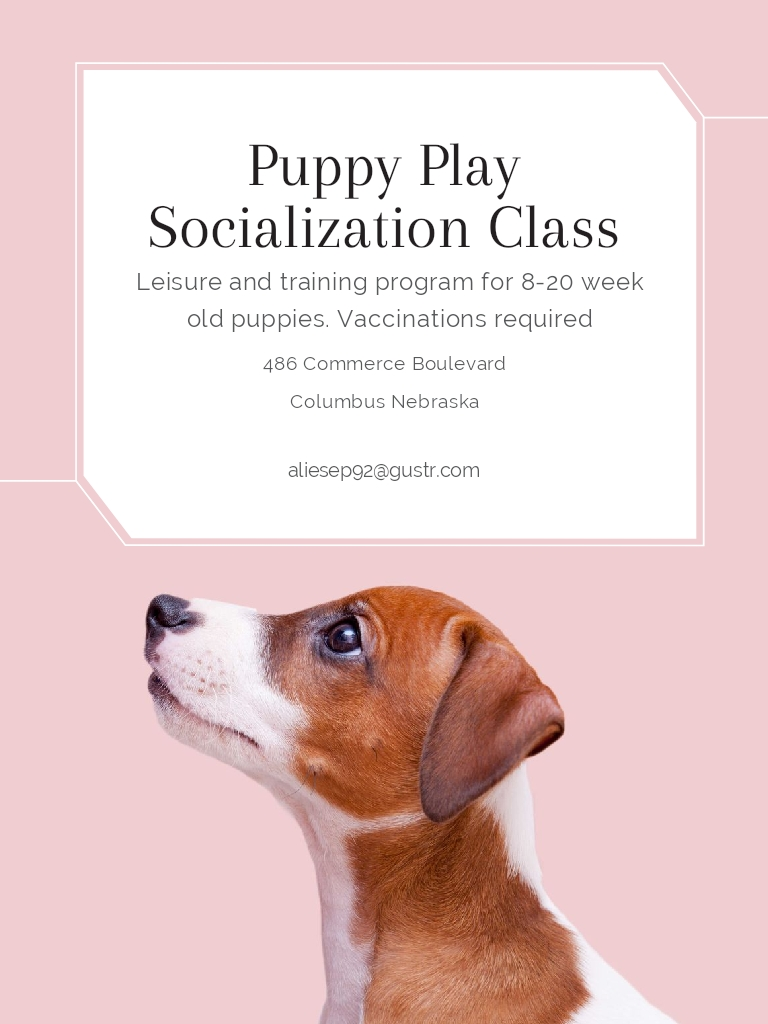 Puppy Play
Socialization Class
Leisure and training program for 8-20 week
old puppies. Vaccinations required
486 Commerce Boulevard
Columbus Nebraska
aliesep92@gustr.com